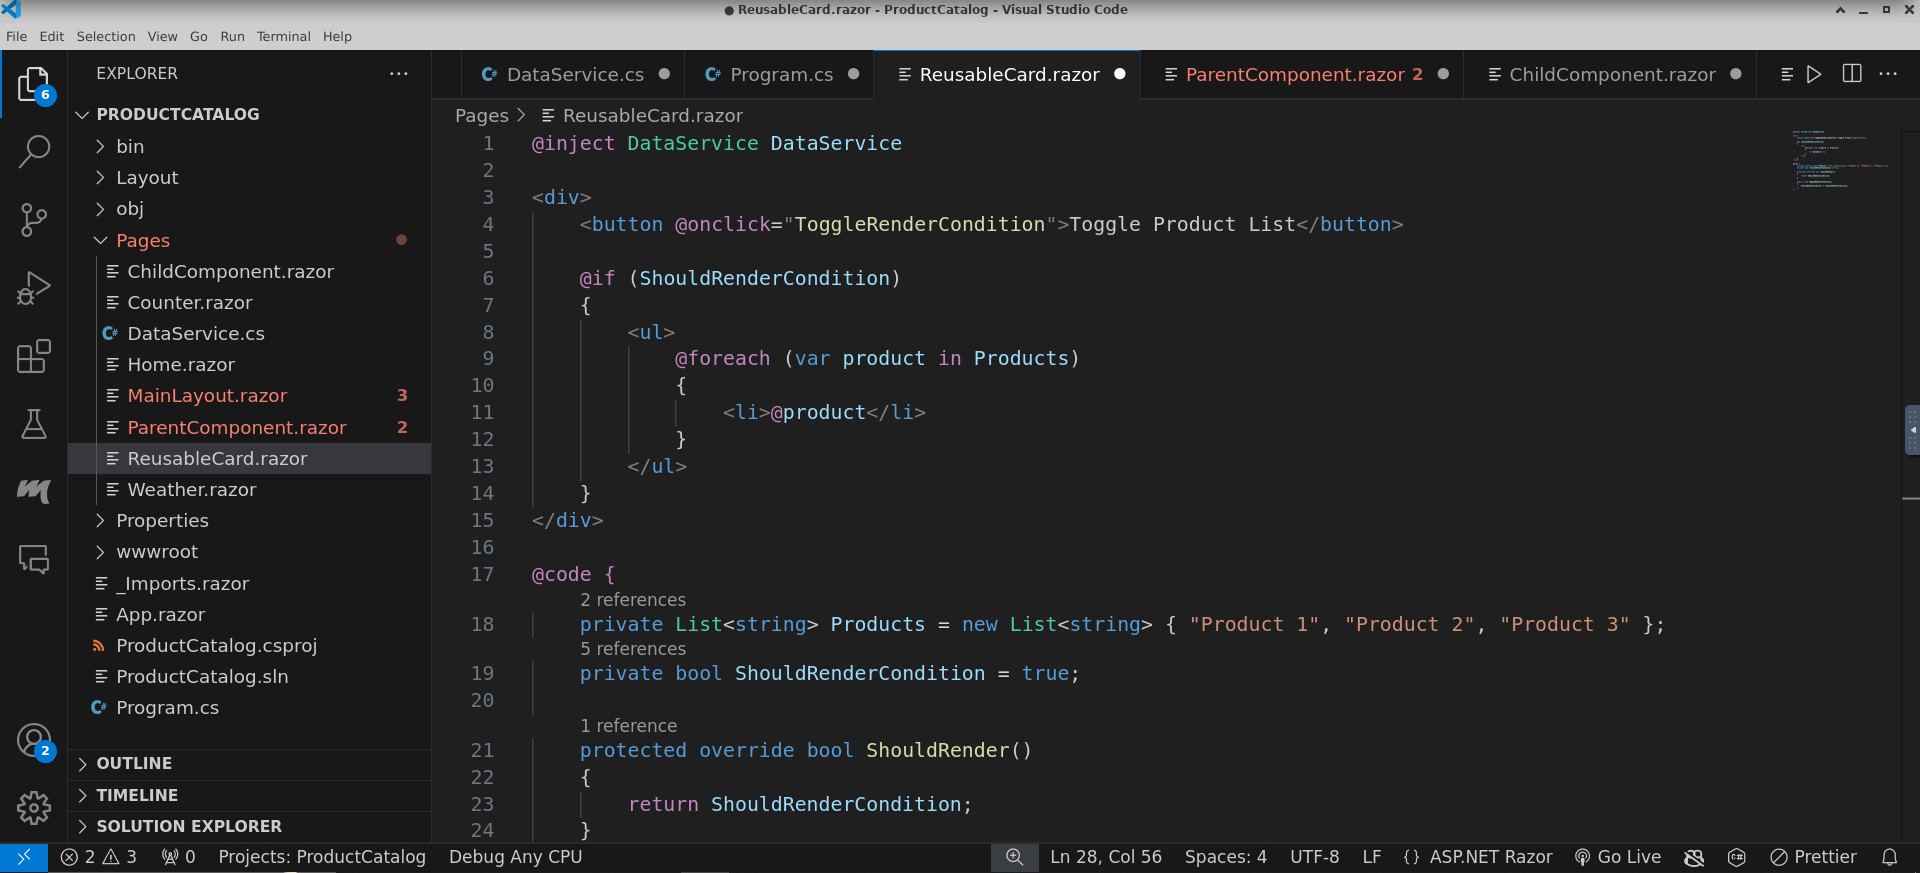 ● ReusableCard.razor - ProductCatalog - Visual Studio Code
File Edit Selection View Go Run Terminal Help
EXPLORER
PRODUCTCATALOG
bin
Layout
obj
Pages
ChildComponent.razor
Counter.razor
DataService.cs
Home.razor
MainLayout.razor 3
ParentComponent.razor 2
ReusableCard.razor
Weather.razor
Properties
wwwroot
_Imports.razor
App.razor
ProductCatalog.csproj
ProductCatalog.sln
Program.cs
OUTLINE
TIMELINE
SOLUTION EXPLORER
6
2
DataService.cs Program.cs ReusableCard.razor ParentComponent.razor 2 ChildComponent.razor
Pages > ReusableCard.razor
1 @inject DataService DataService
2
3 <div>
4 <button @onclick="ToggleRenderCondition">Toggle Product List</button>
5
6 @if (ShouldRenderCondition)
7 {
8 <ul>
9 @foreach (var product in Products)
10 {
11 <li>@product</li>
12 }
13 </ul>
14 }
15 </div>
16
17 @code {
2 references
18 private List<string> Products = new List<string> { "Product 1", "Product 2", "Product 3" };
5 references
19 private bool ShouldRenderCondition = true;
20
1 reference
21 protected override bool ShouldRender()
22 {
23 return ShouldRenderCondition;
24 }
2 3 0 Projects: ProductCatalog Debug Any CPU Ln 28, Col 56 Spaces: 4 UTF-8 LF {} ASP.NET Razor Go Live Prettier